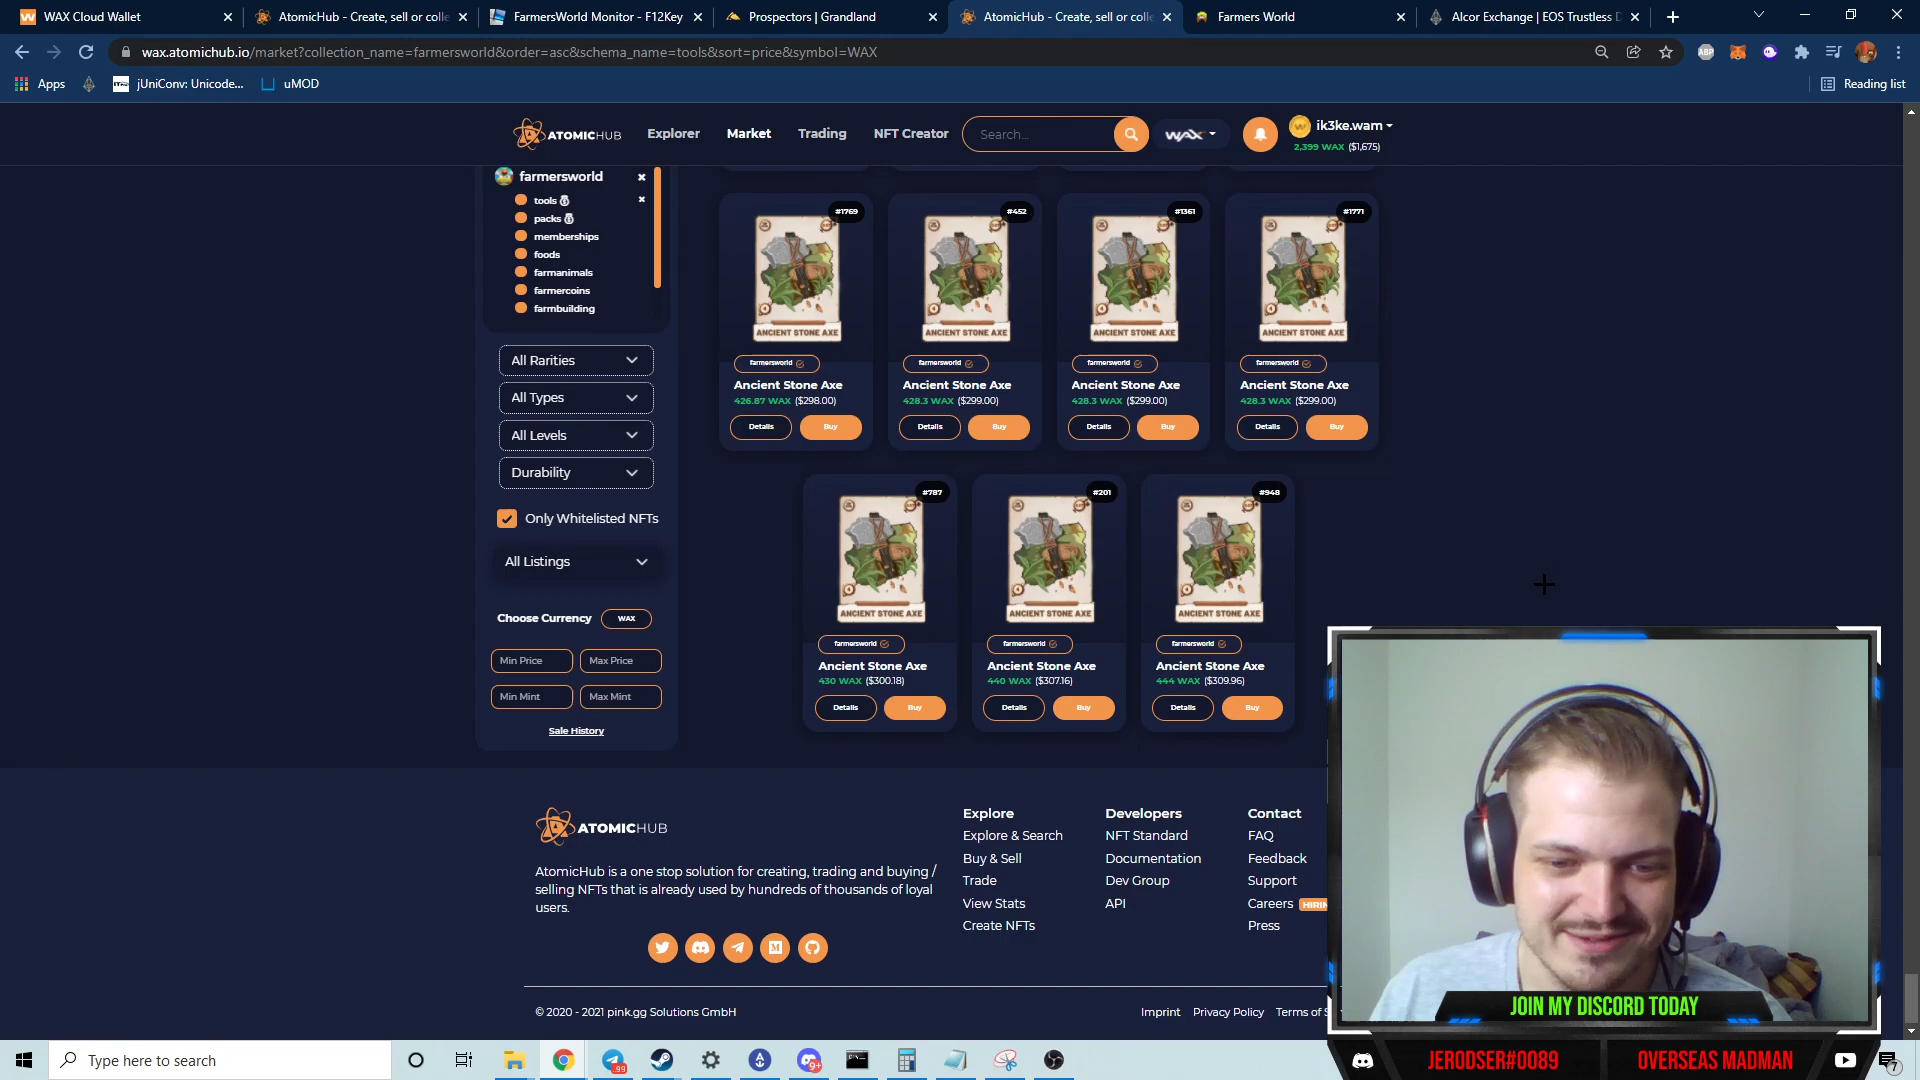 WAX Cloud Wallet
AtomicHub - Create, sell or colle
FarmersWorld Monitor - F12Key
Prospectors | Grandland
AtomicHub - Create, sell or colle
Farmers World
Alcor Exchange | EOS Trustless D
wax.atomichub.io/market?collection_name=farmersworld&order=asc&schema_name=tools&sort=price&symbol=WAX
ABP
Apps
jUniConv: Unicode...
uMOD
Reading list
ATOMICHUB
Explorer
Market
Trading
NFT Creator
Search...
WAX
ik3ke.wam
2,399 WAX ($1,675)
farmersworld
tools
packs
memberships
foods
farmanimals
farmercoins
farmbuilding
All Rarities
All Types
All Levels
Durability
Only Whitelisted NFTs
All Listings
Choose Currency
WAX
Min Price
Max Price
Min Mint
Max Mint
Sale History
#1769
#452
#1361
#1771
ANCIENT STONE AXE
ANCIENT STONE AXE
ANCIENT STONE AXE
ANCIENT STONE AXE
farmersworld
farmersworld
farmersworld
farmersworld
Ancient Stone Axe
Ancient Stone Axe
Ancient Stone Axe
Ancient Stone Axe
426.87 WAX ($298.00)
428.3 WAX ($299.00)
428.3 WAX ($299.00)
428.3 WAX ($299.00)
Details
Buy
Details
Buy
Details
Buy
Details
Buy
#787
#201
#948
ANCIENT STONE AXE
ANCIENT STONE AXE
ANCIENT STONE AXE
farmersworld
farmersworld
farmersworld
Ancient Stone Axe
Ancient Stone Axe
Ancient Stone Axe
430 WAX ($300.18)
440 WAX ($307.16)
444 WAX ($309.96)
Details
Buy
Details
Buy
Details
Buy
ATOMICHUB
AtomicHub is a one stop solution for creating, trading and buying /
selling NFTs that is already used by hundreds of thousands of loyal
users.
Explore
Explore & Search
Buy & Sell
Trade
View Stats
Create NFTs
Developers
NFT Standard
Documentation
Dev Group
API
Contact
FAQ
Feedback
Support
Careers HIRIN
Press
© 2020 - 2021 pink.gg Solutions GmbH
Imprint
Privacy Policy
Terms of S
JOIN MY DISCORD TODAY
JERODSER#0089
OVERSEAS MADMAN
Type here to search
.99
9+
7